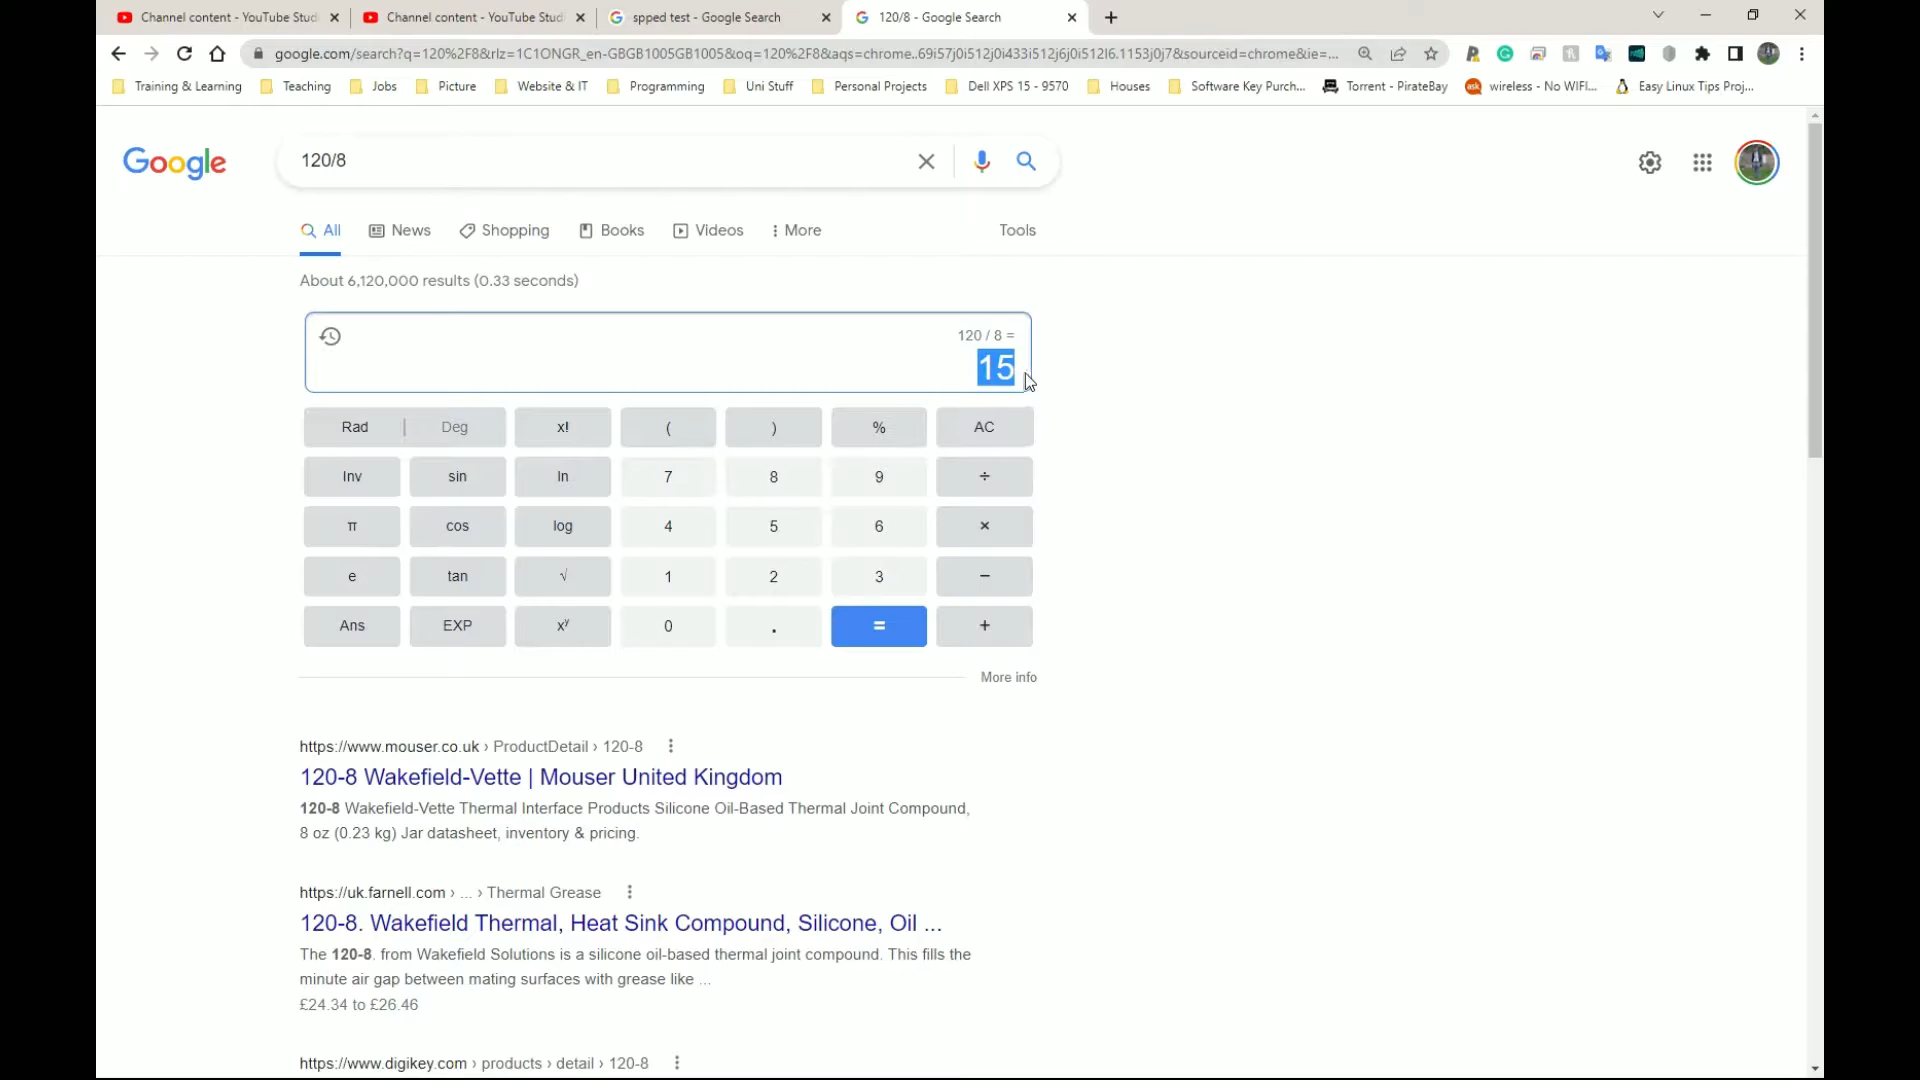 Channel content - YouTube Stud
Channel content - YouTube Stud
spped test - Google Search
120/8 - Google Search
google.com/search?q=120%2F8&rlz=1C1ONGR_en-GBGB1005GB1005&oq=120%2F8&aqs=chrome..69i57j0i512j0i433i512j6j0i512l6.1153j0j7&sourceid=chrome&ie=...
Training & Learning
Teaching
Jobs
Picture
Website & IT
Programming
Uni Stuff
Personal Projects
Dell XPS 15 - 9570
Houses
Software Key Purch...
Torrent - PirateBay
ask
wireless - No WIFI...
Easy Linux Tips Proj...
Google
120/8
All
News
Shopping
Books
Videos
More
Tools
About 6,120,000 results (0.33 seconds)
120 / 8 =
15
Rad | Deg x! ( ) % AC
Inv sin ln 7 8 9 ÷
π cos log 4 5 6 ×
e tan √ 1 2 3 −
Ans EXP xʸ 0 . = +
More info
https://www.mouser.co.uk › ProductDetail › 120-8
120-8 Wakefield-Vette | Mouser United Kingdom
120-8 Wakefield-Vette Thermal Interface Products Silicone Oil-Based Thermal Joint Compound,
8 oz (0.23 kg) Jar datasheet, inventory & pricing.
https://uk.farnell.com › ... › Thermal Grease
120-8. Wakefield Thermal, Heat Sink Compound, Silicone, Oil ...
The 120-8. from Wakefield Solutions is a silicone oil-based thermal joint compound. This fills the
minute air gap between mating surfaces with grease like ...
£24.34 to £26.46
https://www.digikey.com › products › detail › 120-8